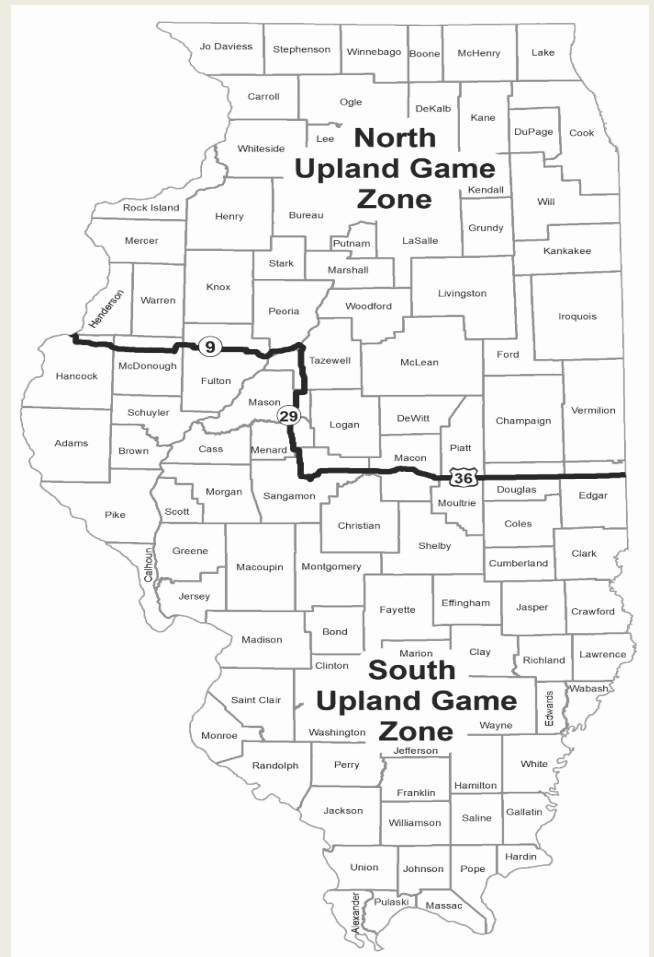 Jo Daviess
Stephenson
Winnebago
Boone
McHenry
Lake
Carroll
Ogle
DeKalb
Kane
DuPage
Cook
Whiteside
Lee
North
Upland Game
Zone
Kendall
Rock Island
Henry
Bureau
Will
Mercer
Putnam
LaSalle
Grundy
Kankakee
Stark
Marshall
Henderson
Warren
Knox
Peoria
Woodford
Livingston
Iroquois
9
Hancock
McDonough
Fulton
Tazewell
McLean
Ford
Schuyler
Mason
29
Logan
DeWitt
Champaign
Vermilion
Adams
Brown
Cass
Menard
Macon
Piatt
36
Pike
Scott
Morgan
Sangamon
Christian
Moultrie
Douglas
Edgar
Coles
Shelby
Calhoun
Greene
Macoupin
Montgomery
Cumberland
Clark
Jersey
Fayette
Effingham
Jasper
Crawford
Madison
Bond
Clinton
Marion
Clay
Richland
Lawrence
South
Upland Game
Zone
Saint Clair
Washington
Wayne
Edwards
Wabash
Monroe
Randolph
Perry
Jefferson
Hamilton
White
Franklin
Jackson
Williamson
Saline
Gallatin
Union
Johnson
Pope
Hardin
Alexander
Pulaski
Massac